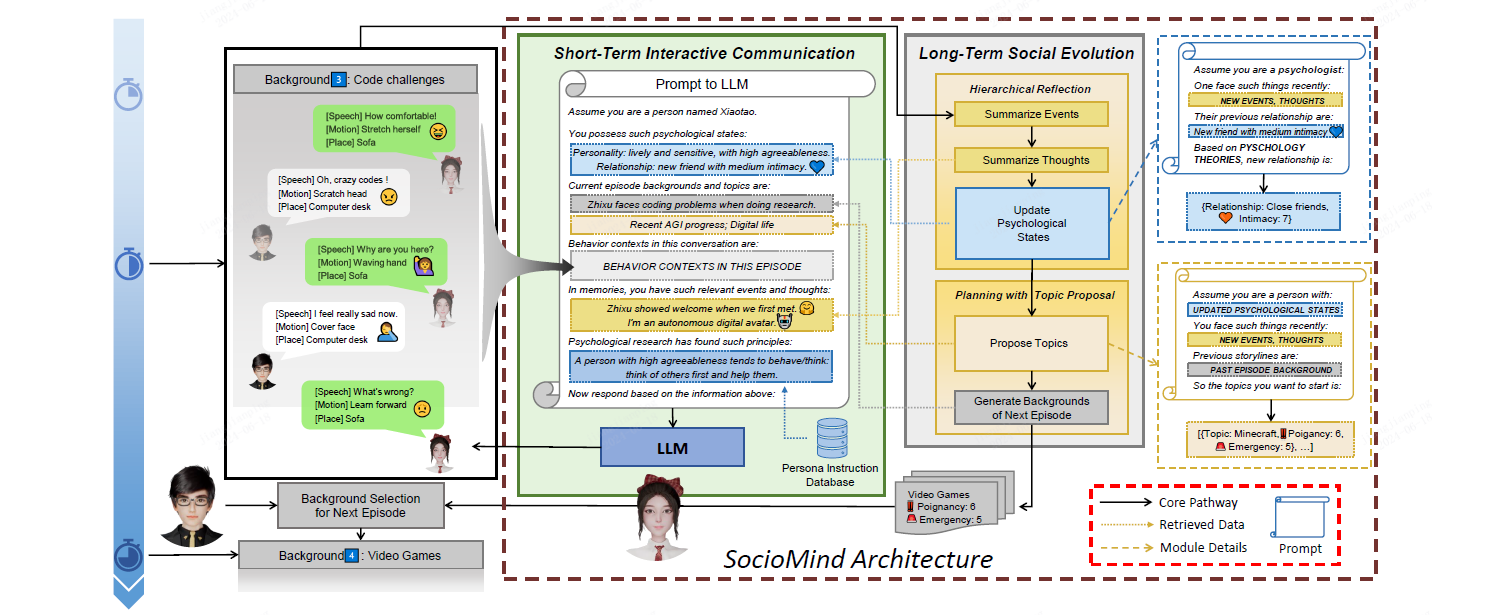 Background 3 : Code challenges
[Speech] How comfortable!
[Motion] Stretch herself
[Place] Sofa
[Speech] Oh, crazy codes !
[Motion] Scratch head
[Place] Computer desk
[Speech] Why are you here?
[Motion] Waving hand
[Place] Sofa
[Speech] I feel really sad now.
[Motion] Cover face
[Place] Computer desk
[Speech] What's wrong?
[Motion] Learn forward
[Place] Sofa
Background Selection
for Next Episode
Background 4 : Video Games
Short-Term Interactive Communication
Prompt to LLM
Assume you are a person named Xiaotao.
You possess such psychological states:
Personality: lively and sensitive, with high agreeableness.
Relationship: new friend with medium intimacy.
Current episode backgrounds and topics are:
Zhixu faces coding problems when doing research.
Recent AGI progress; Digital life
Behavior contexts in this conversation are:
BEHAVIOR CONTEXTS IN THIS EPISODE
In memories, you have such relevant events and thoughts:
Zhixu showed welcome when we first met.
I'm an autonomous digital avatar.
Psychological research has found such principles:
A person with high agreeableness tends to behave/think:
think of others first and help them.
Now respond based on the information above:
LLM
Persona Instruction
Database
Long-Term Social Evolution
Hierarchical Reflection
Summarize Events
Summarize Thoughts
Update
Psychological
States
Planning with Topic Proposal
Propose Topics
Generate Backgrounds
of Next Episode
Video Games
Poignancy: 6
Emergency: 5
SocioMind Architecture
Assume you are a psychologist:
One face such things recently:
NEW EVENTS, THOUGHTS
Their previous relationship are:
New friend with medium intimacy
Based on PYSCHOLOGY
THEORIES, new relationship is:
{Relationship: Close friends,
Intimacy: 7}
Assume you are a person with:
UPDATED PSYCHOLOGICAL STATES
You face such things recently:
NEW EVENTS, THOUGHTS
Previous storylines are:
PAST EPISODE BACKGROUND
So the topics you want to start is:
[{Topic: Minecraft, Poigancy: 6,
Emergency: 5}, ...]
Core Pathway
Retrieved Data
Module Details
Prompt